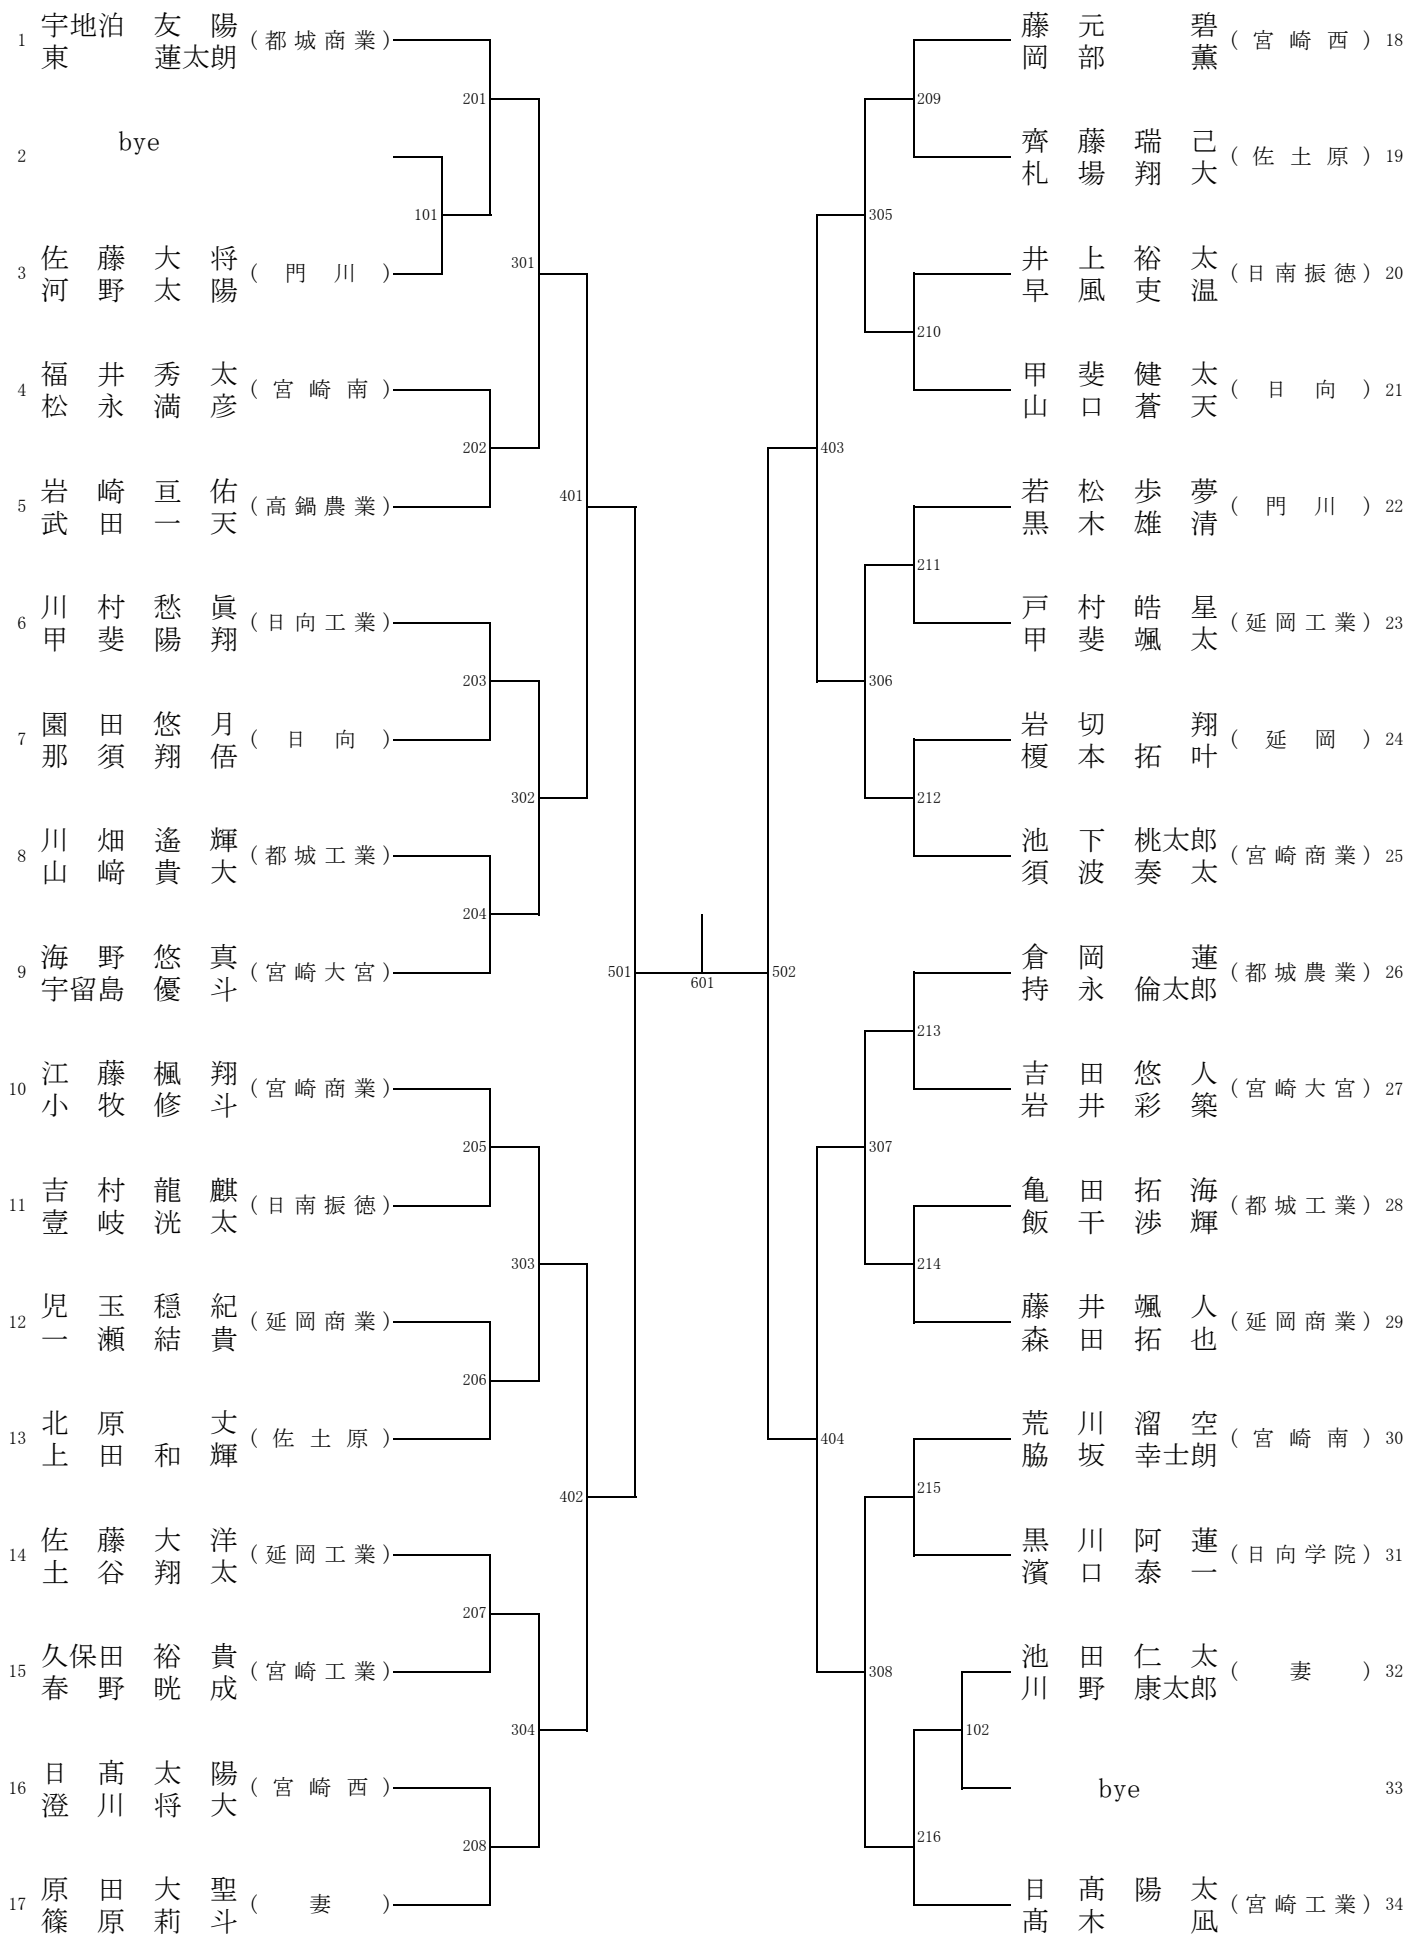 1 宇地泊 友陽 (都城商業)
東 蓮太朗
2 bye
3 佐藤大将 (門川)
河野太陽
4 福井秀太 (宮崎南)
松永満彦
5 岩崎亘佑 (高鍋農業)
武田一天
6 川村愁眞 (日向工業)
甲斐陽翔
7 園田悠月 (日向)
那須翔悟
8 川畑遙輝 (都城工業)
山﨑貴大
9 海野悠真 (宮崎大宮)
宇留島優斗
10 江藤楓翔 (宮崎商業)
小牧修斗
11 吉村龍麒 (日南振徳)
壹岐洸太
12 児玉穏紀 (延岡商業)
一瀬結貴
13 北原丈 (佐土原)
上田和輝
14 佐藤大洋 (延岡工業)
土谷翔太
15 久保田裕貴 (宮崎工業)
春野晄成
16 日髙太陽 (宮崎西)
澄川将大
17 原田大聖 (妻)
篠原莉斗
101
201
202
203
204
205
206
207
208
301
302
303
304
401
402
501
601
502
403
404
305
306
307
308
209
210
211
212
213
214
215
216
102
藤元碧 (宮崎西) 18
岡部薫
齊藤瑞己 (佐土原) 19
札場翔大
井上裕太 (日南振徳) 20
早風吏温
甲斐健太 (日向) 21
山口蒼天
若松歩夢 (門川) 22
黒木雄清
戸村皓星 (延岡工業) 23
甲斐颯太
岩切翔 (延岡) 24
榎本拓叶
池下桃太郎 (宮崎商業) 25
須波奏太
倉岡蓮 (都城農業) 26
持永倫太郎
吉田悠人 (宮崎大宮) 27
岩井彩築
亀田拓海 (都城工業) 28
飯干渉輝
藤井颯人 (延岡商業) 29
森田拓也
荒川溜空 (宮崎南) 30
脇坂幸士朗
黒川阿蓮 (日向学院) 31
濱口泰一
池田仁太 (妻) 32
川野康太郎
bye 33
日髙陽太 (宮崎工業) 34
髙木凪